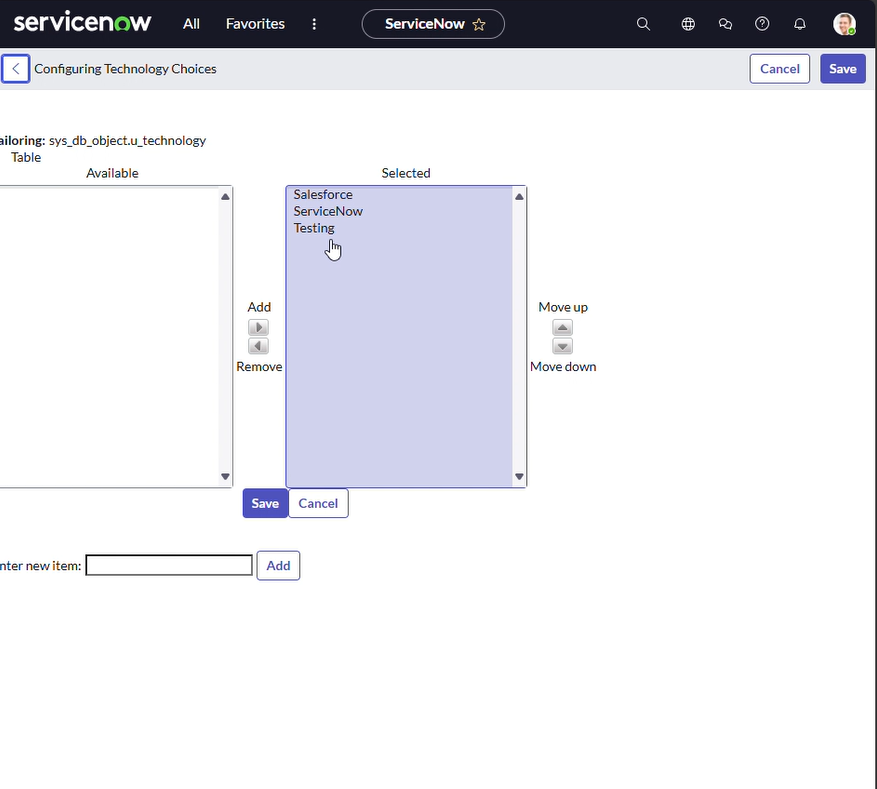 servicenow All Favorites ServiceNow
Configuring Technology Choices Cancel Save
ailoring: sys_db_object.u_technology
Table
Available Selected
Salesforce
ServiceNow
Testing
Add Move up
Remove Move down
Save Cancel
nter new item: Add